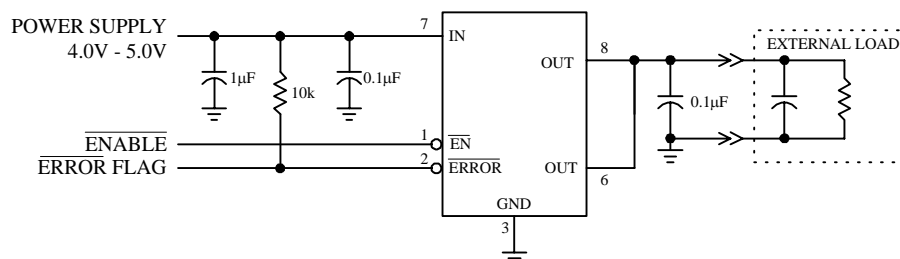 POWER SUPPLY
4.0V - 5.0V
7
IN
1μF
10k
0.1μF
OUT
8
0.1μF
EXTERNAL LOAD
ENABLE
1
EN
ERROR FLAG
2
ERROR
OUT
6
GND
3